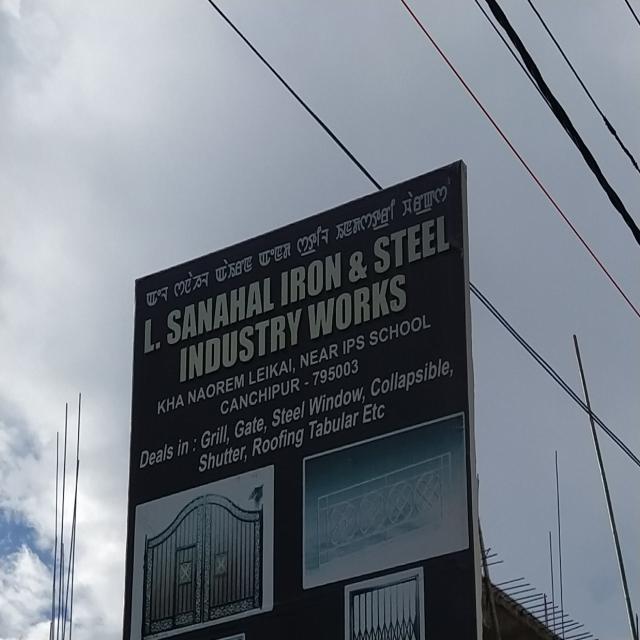 L. SANAHAL IRON & STEEL
INDUSTRY WORKS
KHA NAOREM LEIKAI, NEAR IPS SCHOOL
CANCHIPUR - 795003
Deals in : Grill, Gate, Steel Window, Collapsible,
Shutter, Roofing Tabular Etc